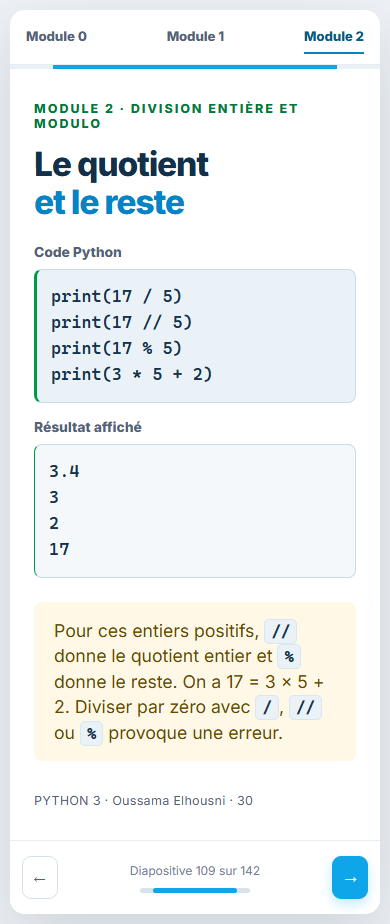 Module 0 Module 1 Module 2
MODULE 2 · DIVISION ENTIÈRE ET
MODULO
Le quotient
et le reste
Code Python
print(17 / 5)
print(17 // 5)
print(17 % 5)
print(3 * 5 + 2)
Résultat affiché
3.4
3
2
17
Pour ces entiers positifs, //
donne le quotient entier et %
donne le reste. On a 17 = 3 × 5 +
2. Diviser par zéro avec /, //
ou % provoque une erreur.
PYTHON 3 · Oussama Elhousni · 30
← Diapositive 109 sur 142 →